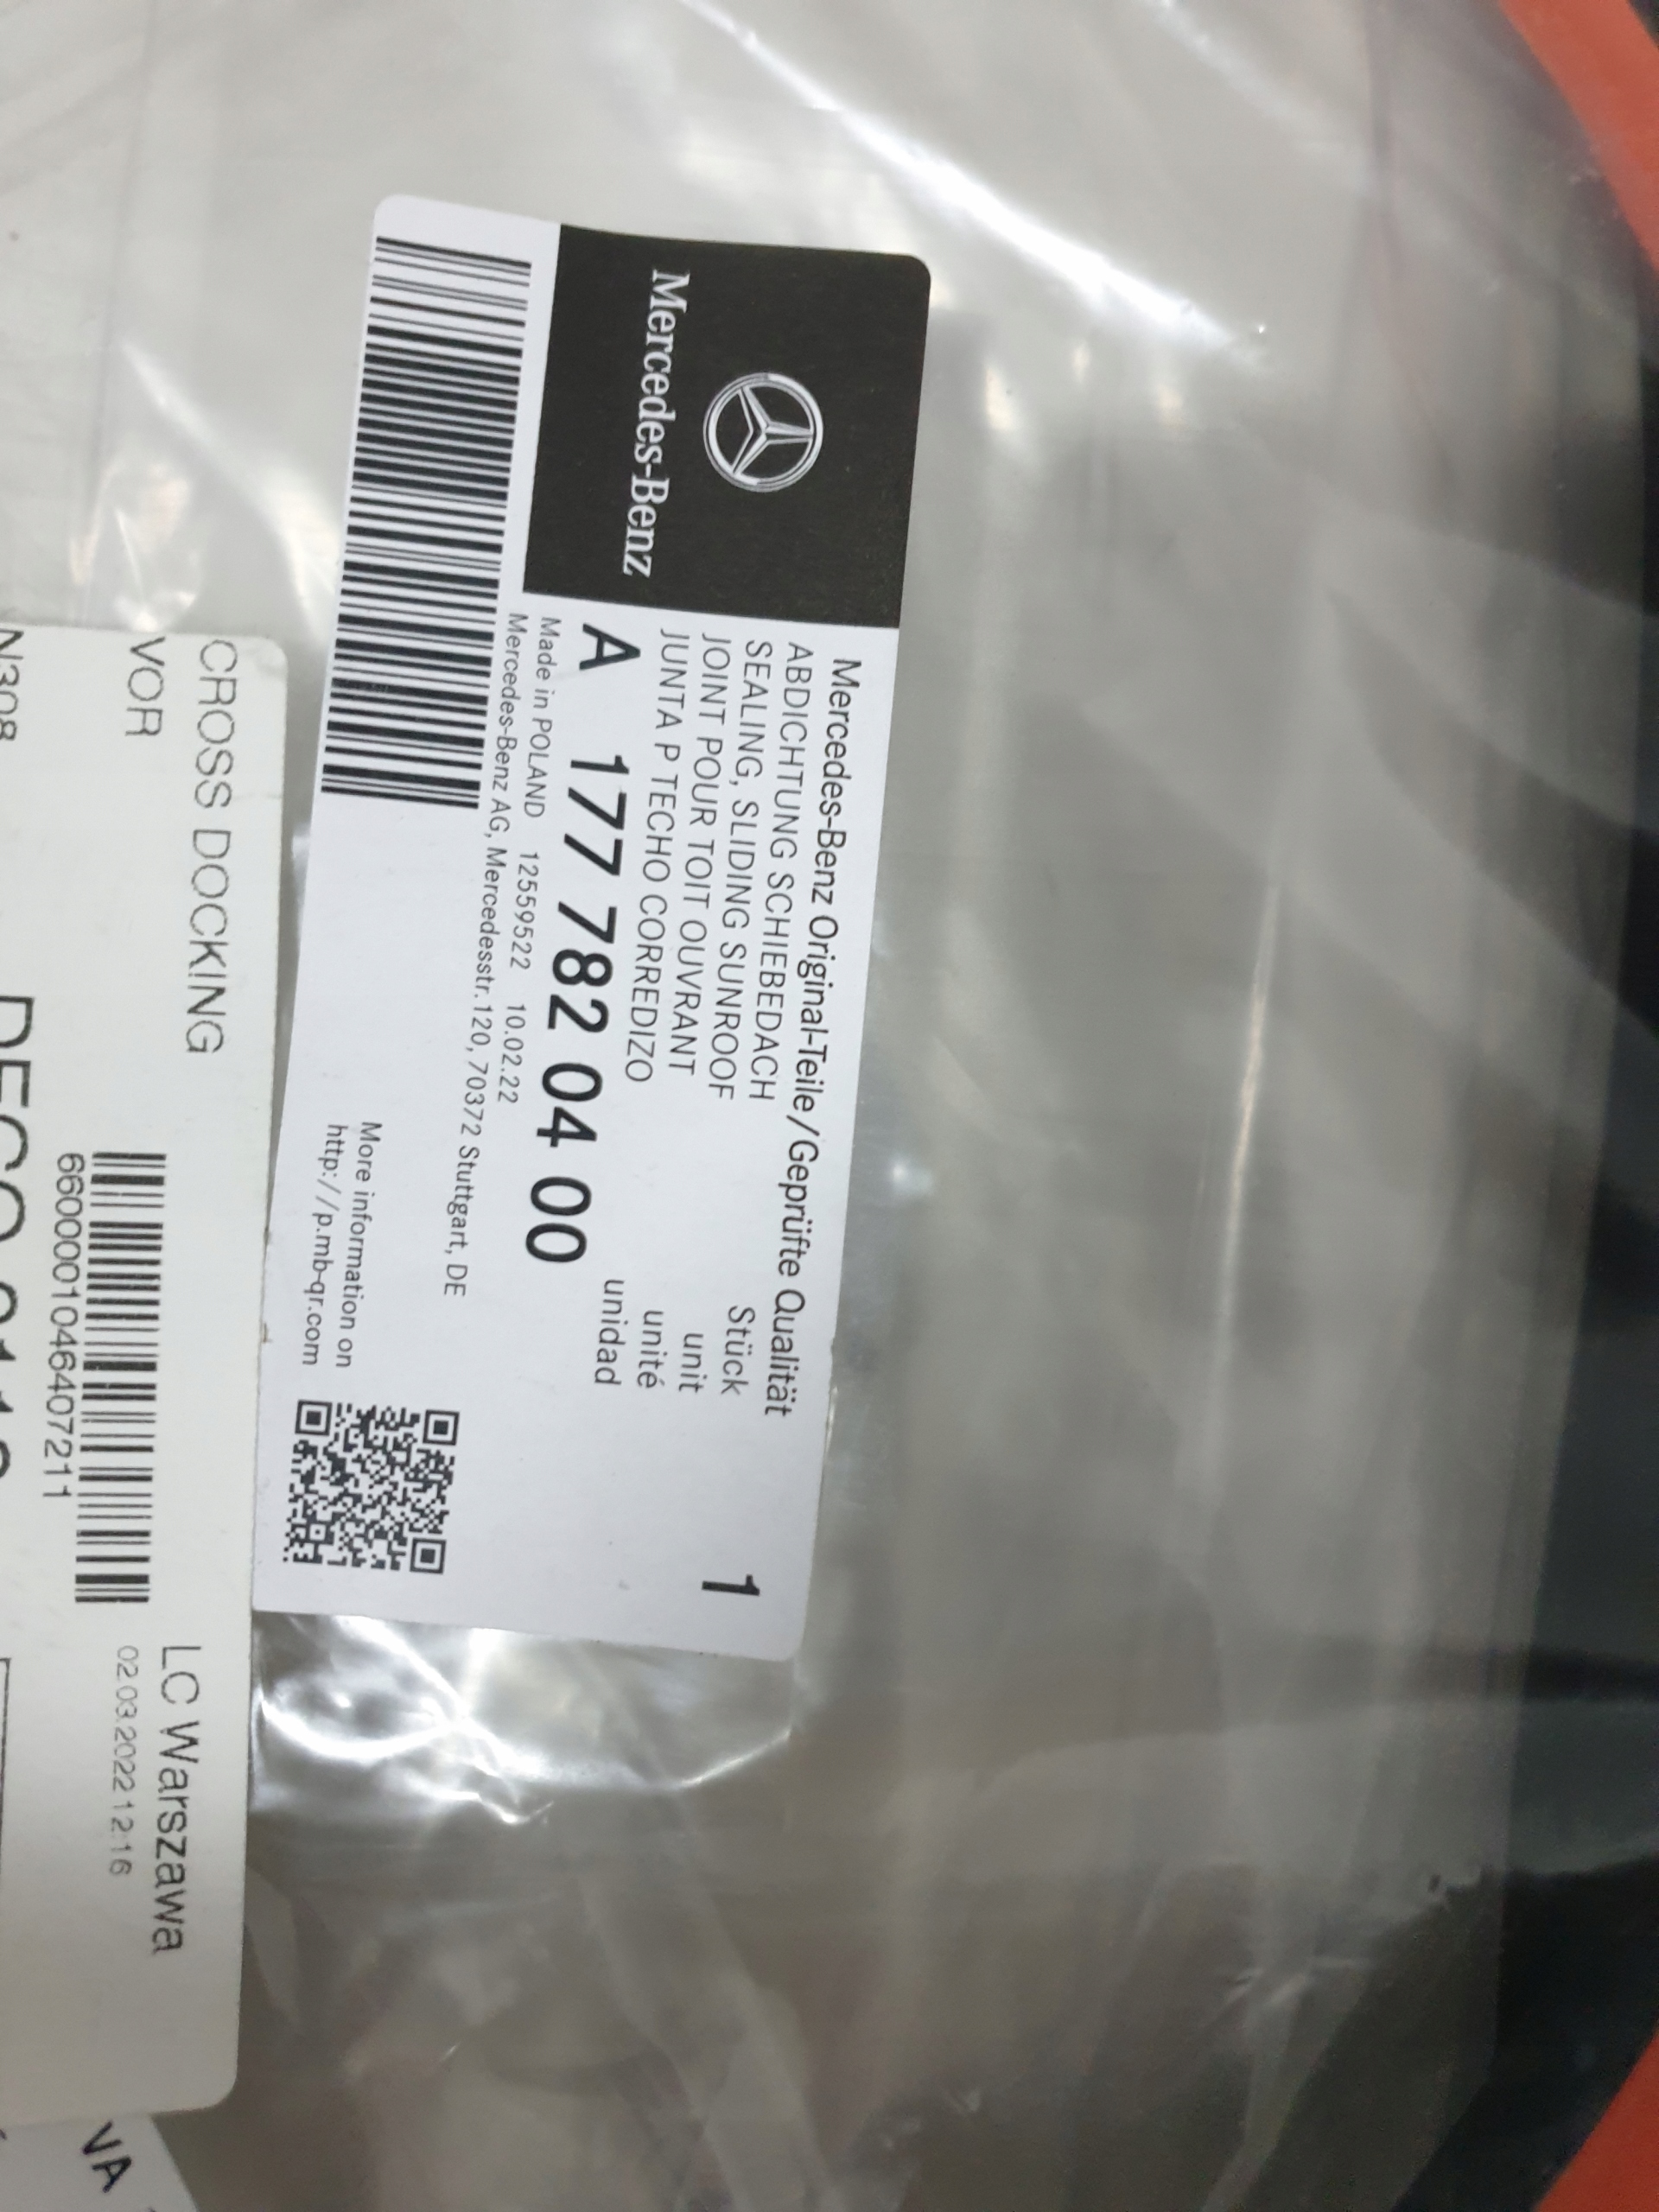 Mercedes-Benz
Mercedes-Benz Original-Teile/Geprüfte Qualität
ABDICHTUNG SCHIEBEDACH Stück 1
SEALING, SLIDING SUNROOF unit
JOINT POUR TOIT OUVRANT unité
JUNTA P TECHO CORREDIZO unidad
A 177 782 04 00
Made in POLAND 12559522 10.02.22
Mercedes-Benz AG, Mercedesstr.120, 70372 Stuttgart, DE
More information on
http://p.mb-qr.com
CROSS DOCKING LC Warszawa
VOR 02.03.2022 12:16
6600001046407211
N308
VA